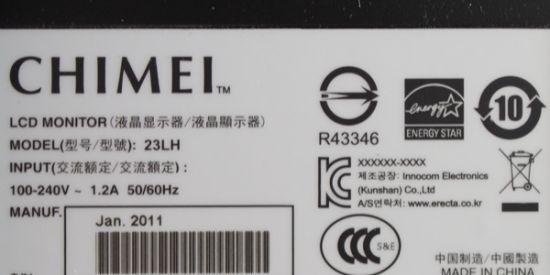 CHIMEI™
LCD MONITOR(液晶显示器/液晶顯示器)
MODEL(型号/型號): 23LH
INPUT(交流额定/交流額定):
100-240V ~ 1.2A 50/60Hz
MANUF.
Jan. 2011
R43346
energy
ENERGY STAR
10
XXXXXX-XXXX
제조공장: Innocom Electronics
(Kunshan) Co.,Ltd
A/S연락처: www.erecta.co.kr
CCC
S&E
中国制造/中國製造
MADE IN CHINA